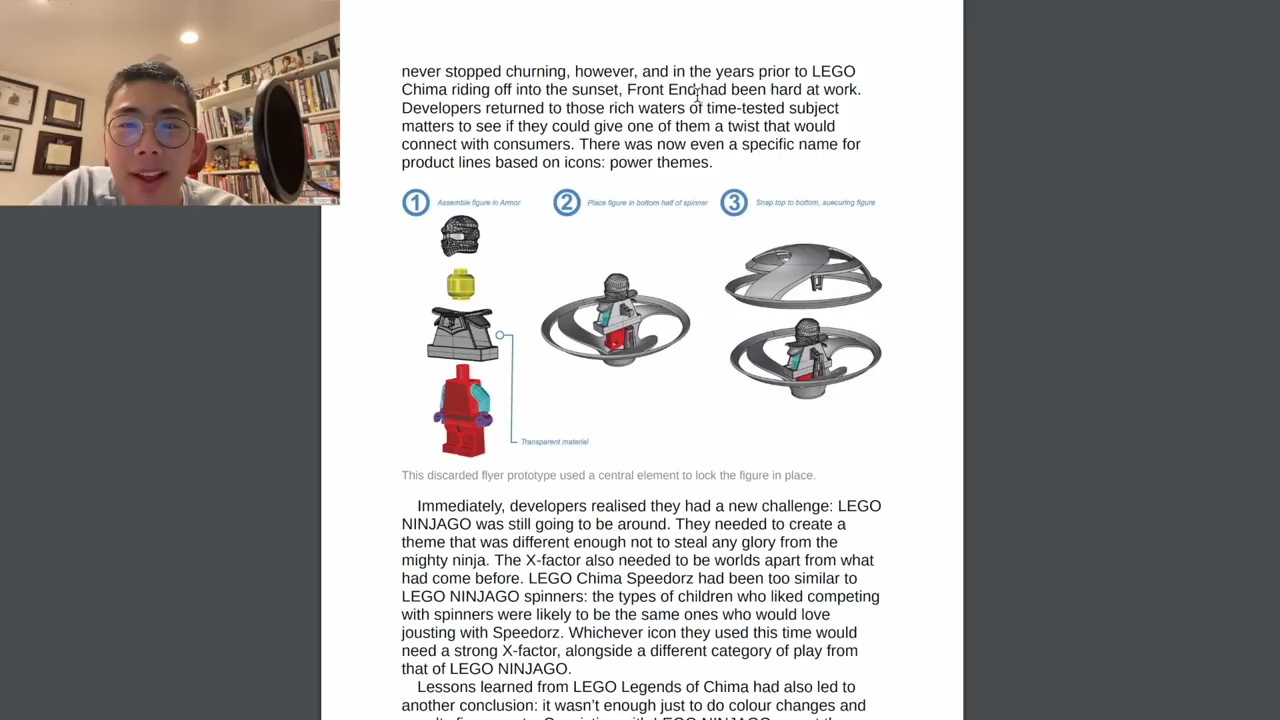 never stopped churning, however, and in the years prior to LEGO
Chima riding off into the sunset, Front End had been hard at work.
Developers returned to those rich waters of time-tested subject
matters to see if they could give one of them a twist that would
connect with consumers. There was now even a specific name for
product lines based on icons: power themes.
1 Assemble figure in Armor
2 Place figure in bottom half of spinner
3 Snap top to bottom, suecuring figure
Transparent material
This discarded flyer prototype used a central element to lock the figure in place.
Immediately, developers realised they had a new challenge: LEGO
NINJAGO was still going to be around. They needed to create a
theme that was different enough not to steal any glory from the
mighty ninja. The X-factor also needed to be worlds apart from what
had come before. LEGO Chima Speedorz had been too similar to
LEGO NINJAGO spinners: the types of children who liked competing
with spinners were likely to be the same ones who would love
jousting with Speedorz. Whichever icon they used this time would
need a strong X-factor, alongside a different category of play from
that of LEGO NINJAGO.
Lessons learned from LEGO Legends of Chima had also led to
another conclusion: it wasn't enough just to do colour changes and